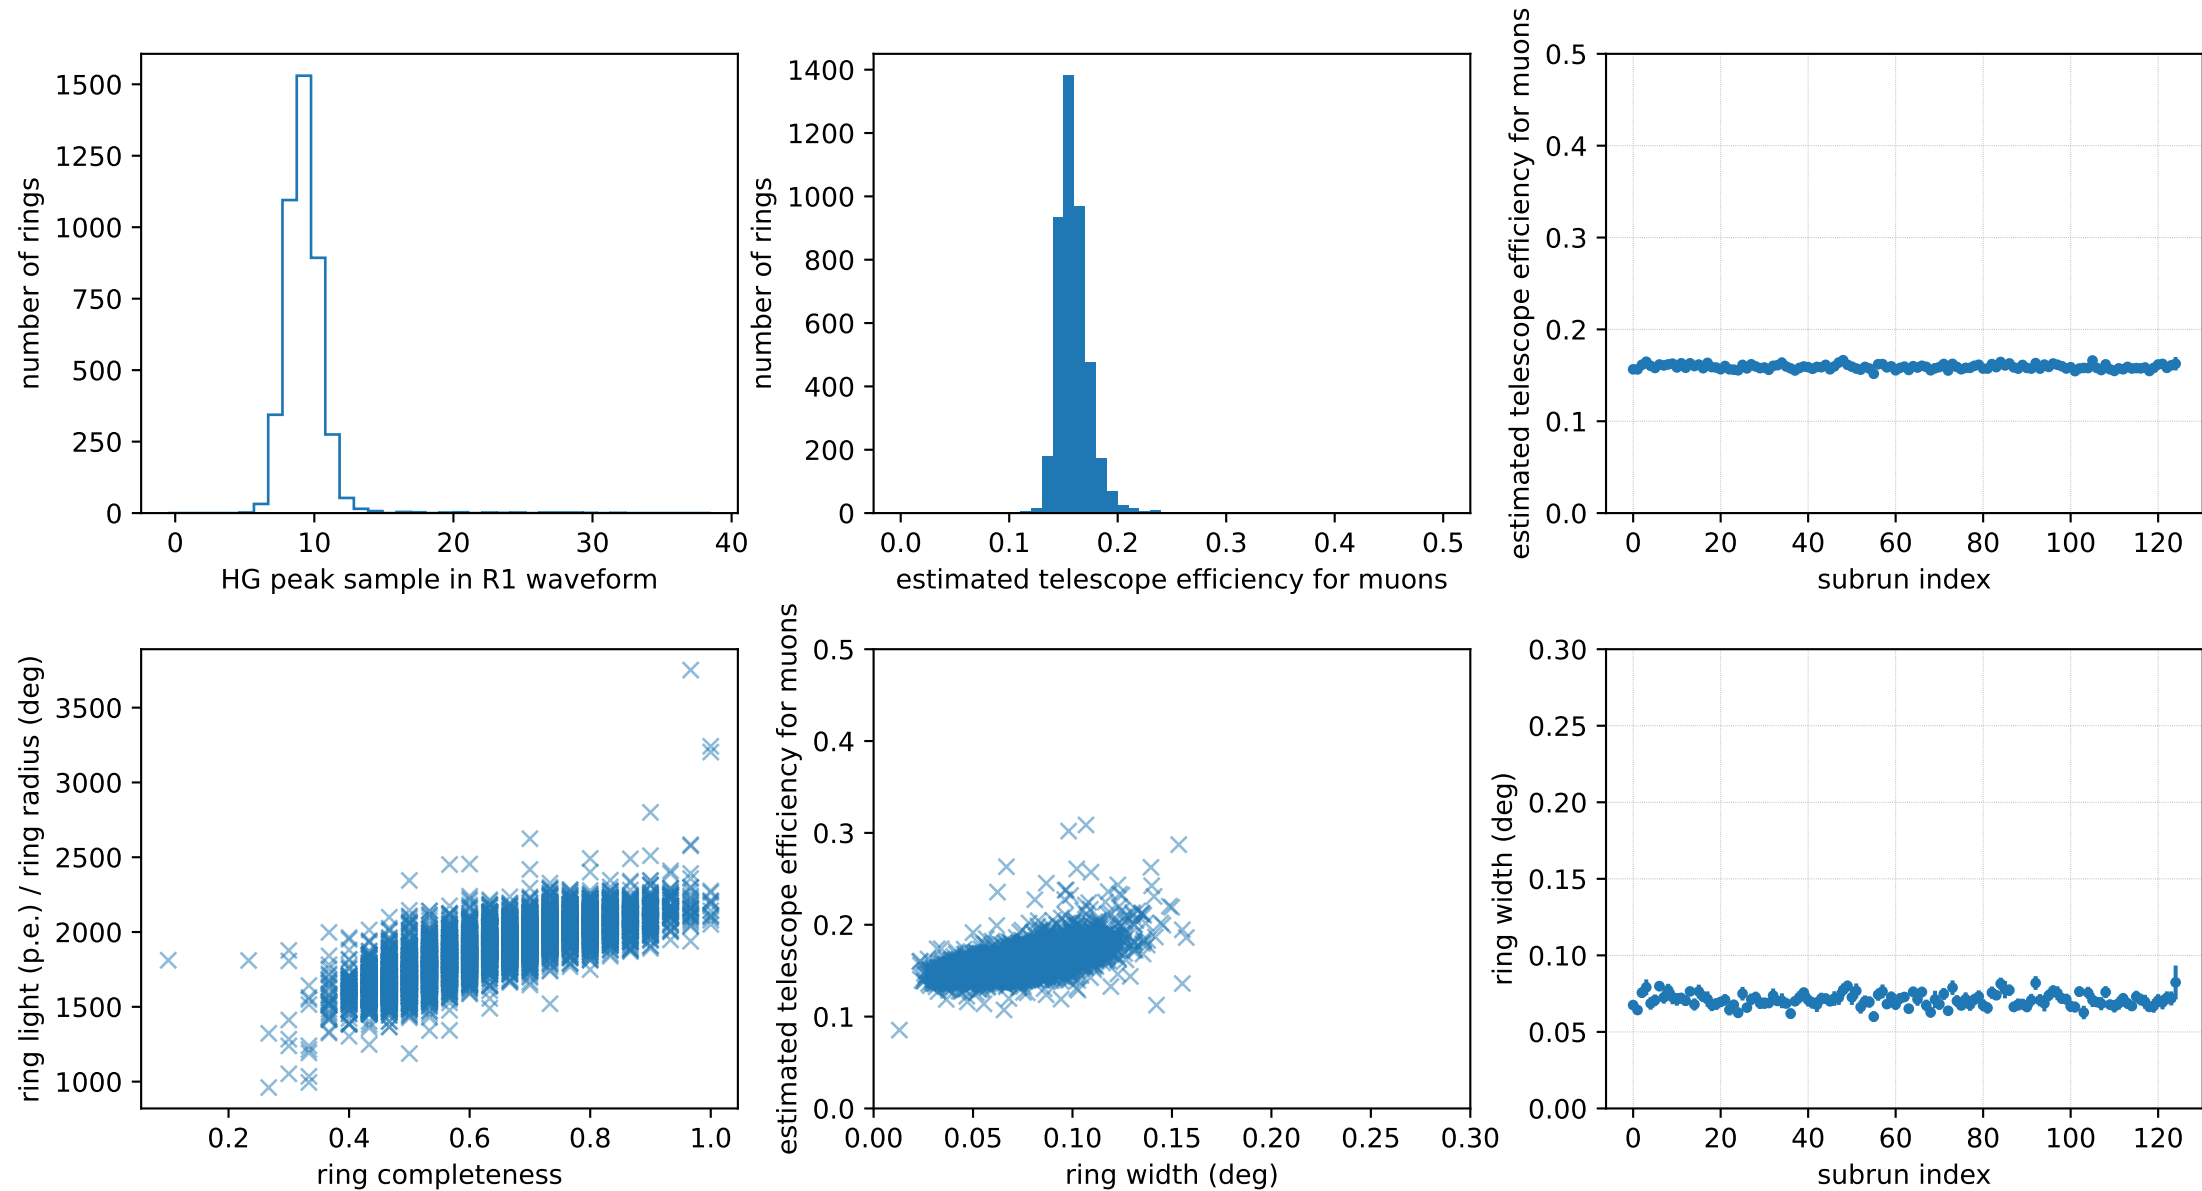 number of rings
1500
1250
1000
750
500
250
0
0 10 20 30 40
HG peak sample in R1 waveform
number of rings
1400
1200
1000
800
600
400
200
0
0.0 0.1 0.2 0.3 0.4 0.5
estimated telescope efficiency for muons
estimated telescope efficiency for muons
0.5
0.4
0.3
0.2
0.1
0.0
0 20 40 60 80 100 120
subrun index
ring light (p.e.) / ring radius (deg)
3500
3000
2500
2000
1500
1000
0.2 0.4 0.6 0.8 1.0
ring completeness
estimated telescope efficiency for muons
0.5
0.4
0.3
0.2
0.1
0.0
0.00 0.05 0.10 0.15 0.20 0.25 0.30
ring width (deg)
ring width (deg)
0.30
0.25
0.20
0.15
0.10
0.05
0.00
0 20 40 60 80 100 120
subrun index